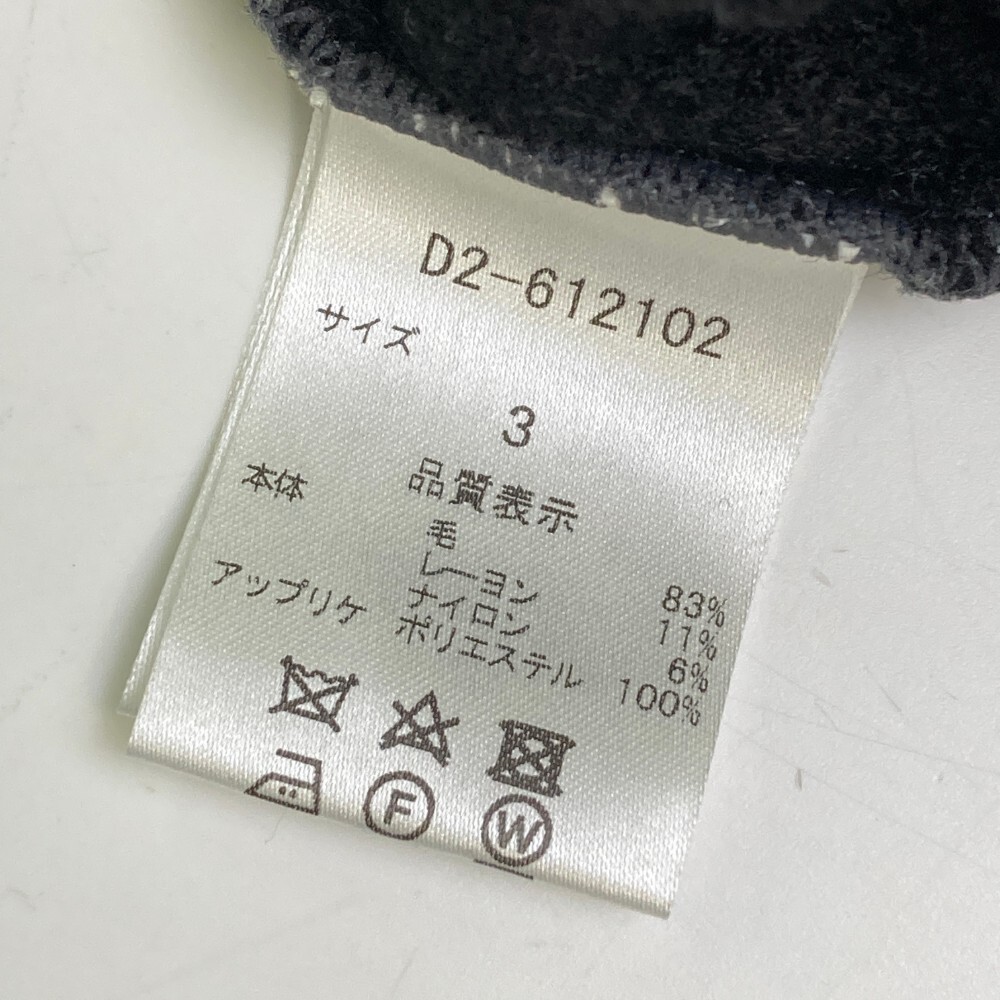 D2-612102
サイズ
3
品質表示
本体 毛 83%
レーヨン 11%
ナイロン 6%
アップリケ ポリエステル 100%
F W